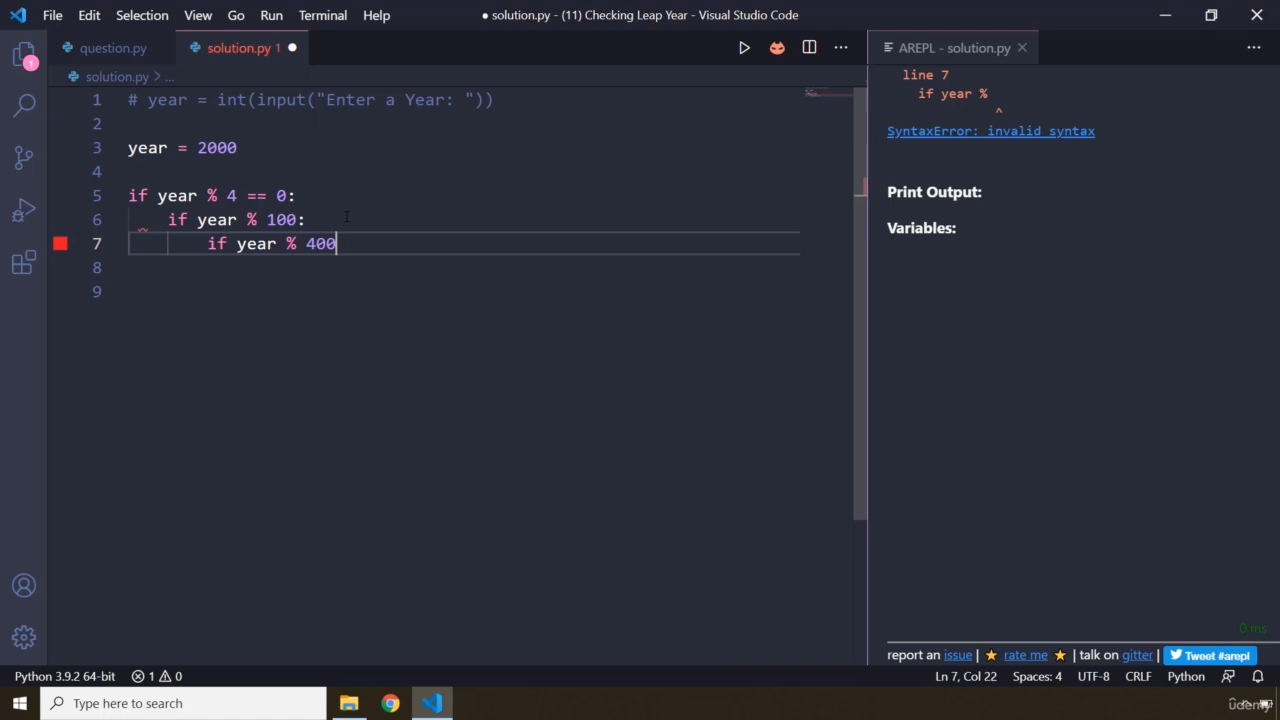 File Edit Selection View Go Run Terminal Help
● solution.py - (11) Checking Leap Year - Visual Studio Code
question.py solution.py 1 ●
AREPL - solution.py
solution.py > ...
1 # year = int(input("Enter a Year: "))
2
3 year = 2000
4
5 if year % 4 == 0:
6 if year % 100:
7 if year % 400
8
9
line 7
if year %
^
SyntaxError: invalid syntax
Print Output:
Variables:
0 ms
report an issue | ★ rate me ★ | talk on gitter | Tweet #arepl
1
Python 3.9.2 64-bit 1 0 Ln 7, Col 22 Spaces: 4 UTF-8 CRLF Python
Type here to search